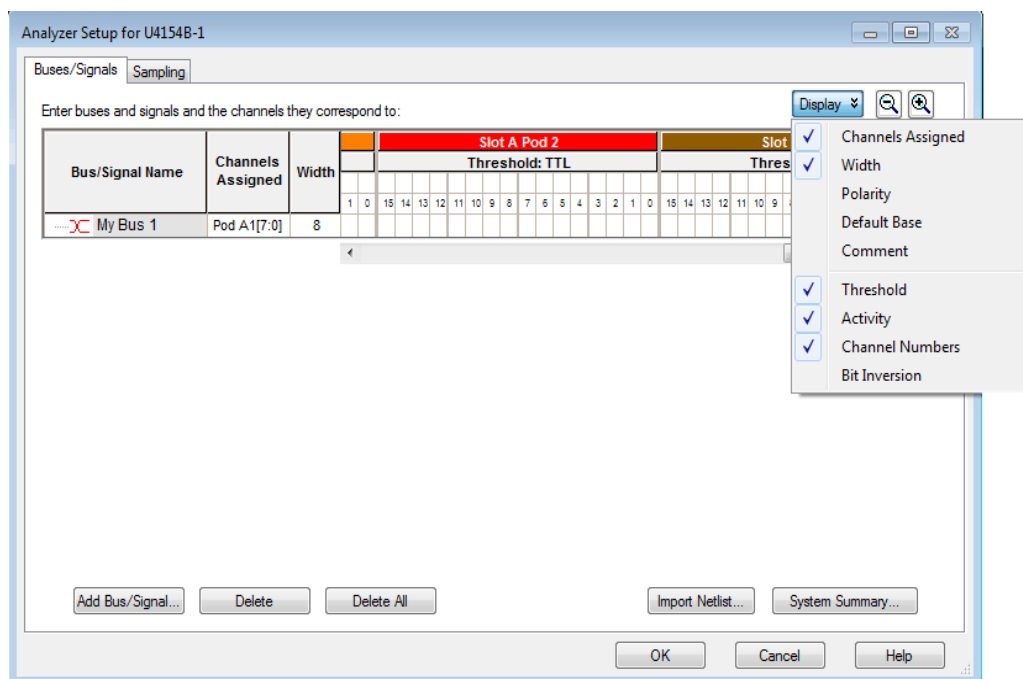 Analyzer Setup for U4154B-1
Buses/Signals
Sampling
Enter buses and signals and the channels they correspond to:
Display
Bus/Signal Name
Channels Assigned
Width
Slot A Pod 2
Slot
Threshold: TTL
Thres
1 0 15 14 13 12 11 10 9 8 7 6 5 4 3 2 1 0 15 14 13 12 11 10 9
My Bus 1 Pod A1[7:0] 8
Channels Assigned
Width
Polarity
Default Base
Comment
Threshold
Activity
Channel Numbers
Bit Inversion
Add Bus/Signal...
Delete
Delete All
Import Netlist...
System Summary...
OK
Cancel
Help